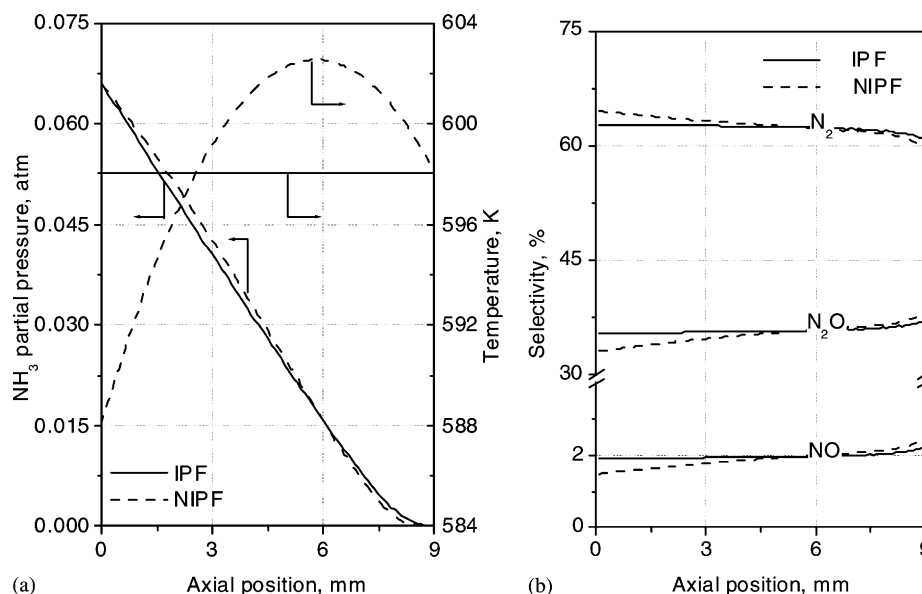 0.075
0.060
0.045
0.030
0.015
0.000
NH3 partial pressure, atm
604
600
596
592
588
584
Temperature, K
IPF
NIPF
0
3
6
9
(a)
Axial position, mm
75
60
45
30
2
0
Selectivity, %
IPF
NIPF
N2
N2O
NO
0
3
6
9
(b)
Axial position, mm